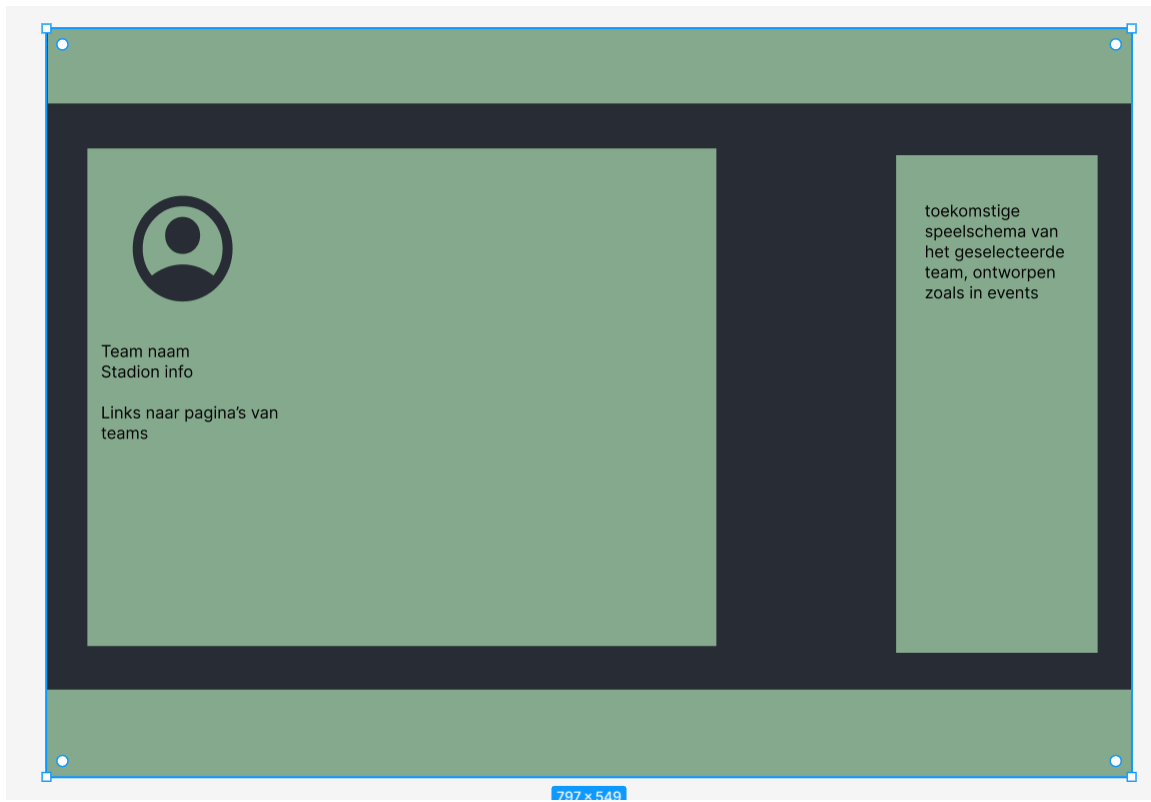 Team naam
Stadion info
Links naar pagina’s van
teams
toekomstige
speelschema van
het geselecteerde
team, ontworpen
zoals in events
797 × 549